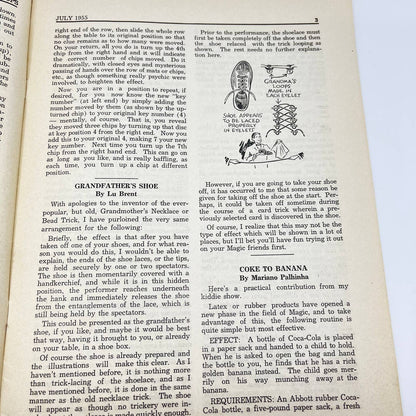 JULY 1955
3
right end of the row, then slide the whole row
along the table to its original position so that
no clue remains as to how many were moved.
On your return, all you do is turn up the 4th
chip from the right hand end and it will indicate
the correct number of chips moved. Do it
dramatically, with closed eyes and mysterious
passing of hands over the row of mats or chips,
etc., as though something really psychic were
involved, to heighten the effect.
Now you are in a position to repeat, if
desired, for you now know the new "key
number" (at left end) by simply adding the
number moved by them (as shown by the up-
turned chip) to your original key number (4)
— mentally, of course. That is, you reveal
they moved three chips by turning up that disc
at key position 4 from the right end. Now you
add this to your original 4, making 7 your new
key number. Next time you turn up the 7th
chip from the right hand end. This can go on
as long as you like, and is really baffling, as
each time, you turn up a chip at different
position.
GRANDFATHER'S SHOE
By Lu Brent
With apologies to the inventor of the ever-
popular, but old, Grandmother's Necklace or
Bead Trick, I have purloined the very same
arrangement for the following:
Briefly, the effect is that after you have
taken off one of your shoes, and for what rea-
son you would do this, I wouldn't be able to
explain, the ends of the shoe laces, or the tips,
are held securely by one or two spectators.
The shoe is then momentarily covered with a
handkerchief, and while it is in this hidden
position, the performer reaches underneath
the hank and immediately releases the shoe
from the entanglements of the lace, which is
still being held by the spectators.
This could be presented as the grandfather's
shoe, if you like, and maybe it would be best
that way, having it brought to you, or already
on your table, in a shoe box.
Of course the shoe is already prepared and
the illustrations will make this clear. As I
haven't mentioned before, it is nothing more
than trick-lacing of the shoelace, and as I
have mentioned before, it is done in the same
manner as the old necklace trick. The shoe
will appear as though no trickery were in-
Prior to the performance, the shoelace must
be taken completely off the shoe and then
the shoe relaced with the trick looping as
shown. The rest needs no further explana-
tion here.
GRANDMA'S
LOOPS
MADE IN
EACH EYELET
SHOE APPEARS
TO BE LACED
PROPERLY
IN EYELETS
However, if you are going to take your shoe
off, it has occurred to me that some reason be
given for taking off the shoe at the start. Per-
haps, it could be taken off sometime during
the course of a card trick wherein a pre-
viously selected card is discovered in the shoe.
Of course, I realize that this may not be the
type of effect which will be shown in a lot of
places, but I'll bet you'll have fun trying it out
on your Magic friends first.
COKE TO BANANA
By Mariano Palhinha
Here's a practical contribution from my
kiddie show.
Latex or rubber products have opened a
new phase in the field of Magic, and to take
advantage of this, the following routine is
quite simple but most effective.
EFFECT: A bottle of Coca-Cola is placed
in a paper sack and handed to a child to hold.
When he is asked to open the bag and hand
the bottle to you, he finds that he has a rich
golden banana instead. The child goes mer-
rily on his way munching away at the
banana.
REQUIREMENTS: An Abbott rubber Coca-
Cola bottle, a five-pound paper sack, a fresh